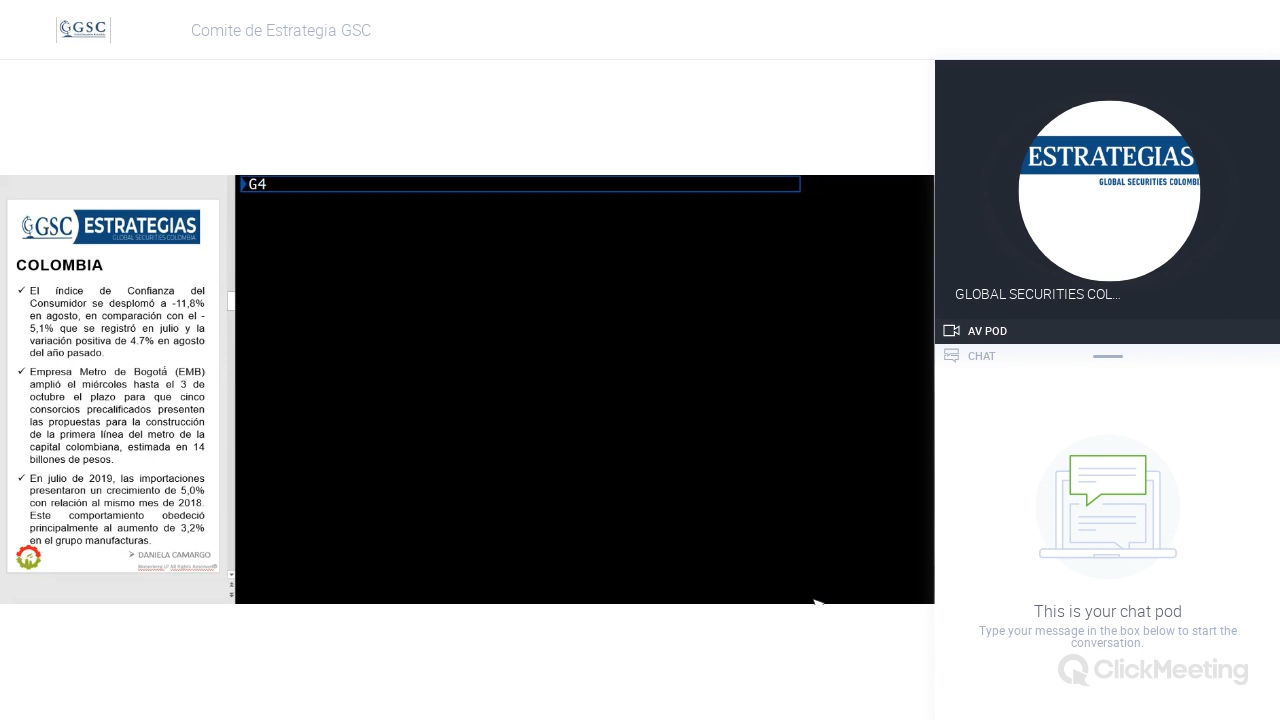 GSC
Comite de Estrategia GSC
G4
GSC ESTRATEGIAS
GLOBAL SECURITIES COLOMBIA
COLOMBIA
✓ El índice de Confianza del
Consumidor se desplomó a -11,8%
en agosto, en comparación con el -
5,1% que se registró en julio y la
variación positiva de 4.7% en agosto
del año pasado.
✓ Empresa Metro de Bogotá (EMB)
amplió el miércoles hasta el 3 de
octubre el plazo para que cinco
consorcios precalificados presenten
las propuestas para la construcción
de la primera línea del metro de la
capital colombiana, estimada en 14
billones de pesos.
✓ En julio de 2019, las importaciones
presentaron un crecimiento de 5,0%
con relación al mismo mes de 2018.
Este comportamiento obedeció
principalmente al aumento de 3,2%
en el grupo manufacturas.
➤ DANIELA CAMARGO
All Rights Reserved®
ESTRATEGIAS
GLOBAL SECURITIES COLOMBI
GLOBAL SECURITIES COL...
AV POD
CHAT
This is your chat pod
Type your message in the box below to start the
conversation.
ClickMeeting